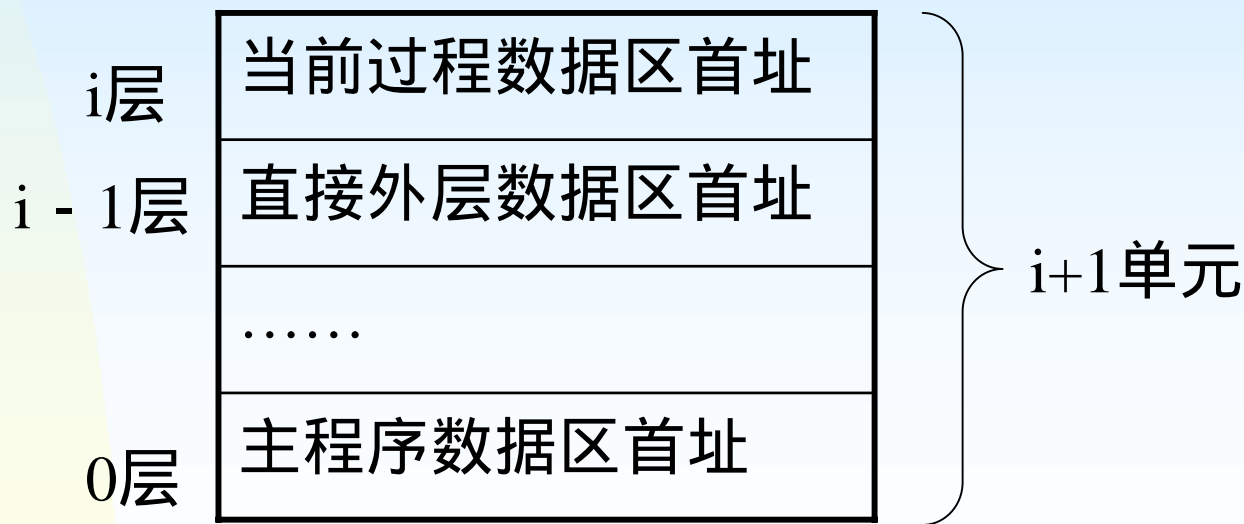 i层 当前过程数据区首址
i - 1层 直接外层数据区首址
i+1单元
……
0层 主程序数据区首址